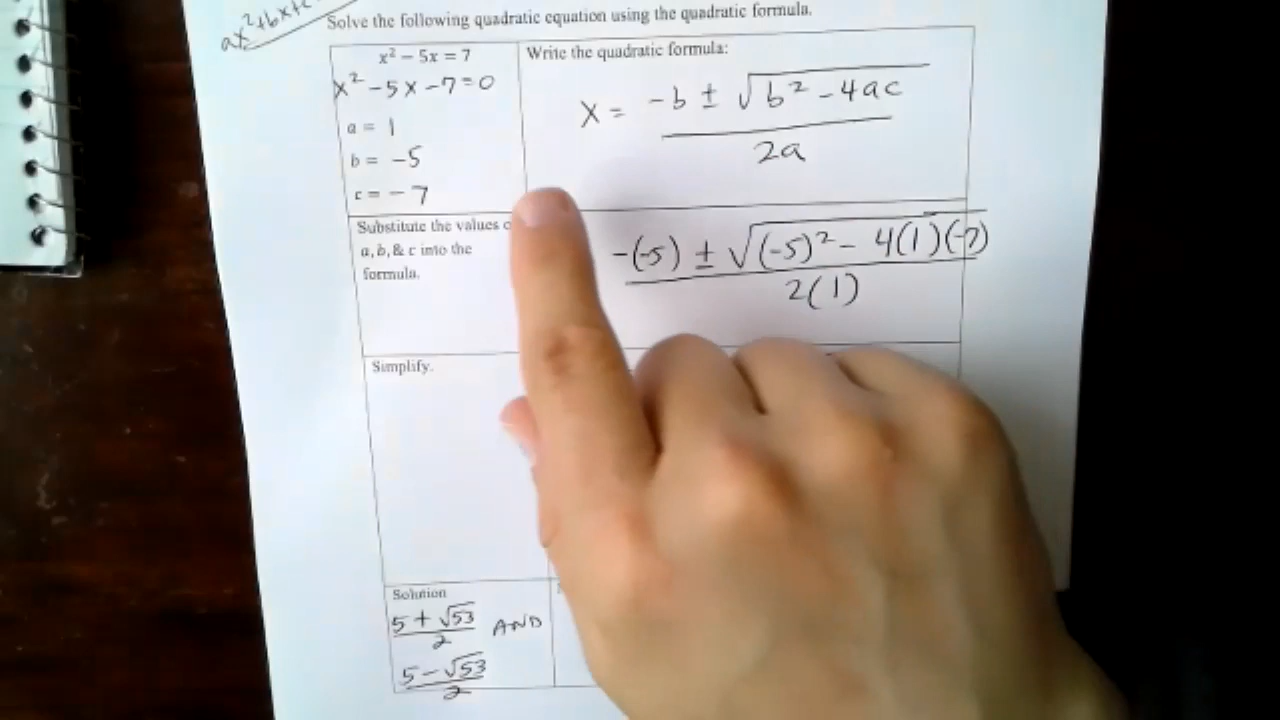 ax²+bx+c
Solve the following quadratic equation using the quadratic formula.
x² − 5x = 7
x² −5x −7=0
a = 1
b = −5
c = −7
Write the quadratic formula:
x = −b ± √b² −4ac
2a
Substitute the values
a, b, & c into the
formula.
−(−5) ± √(−5)² − 4(1)(−7)
2(1)
Simplify.
Solution
5 + √53
2
AND
5 − √53
2